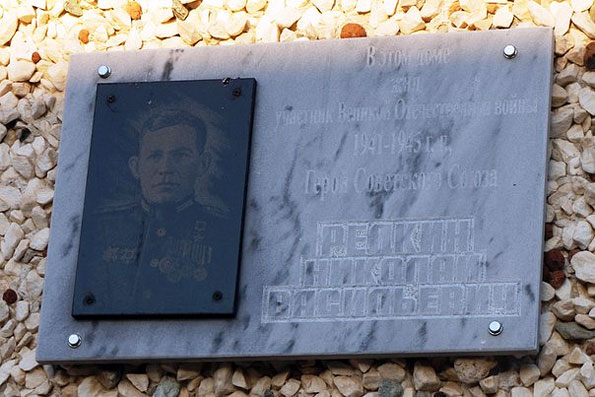 В этом доме
жил
участник Великой Отечественной войны
1941-1945 г.г.
Герой Советского Союза
НИКОЛАЙ
ВАСИЛЬЕВИЧ